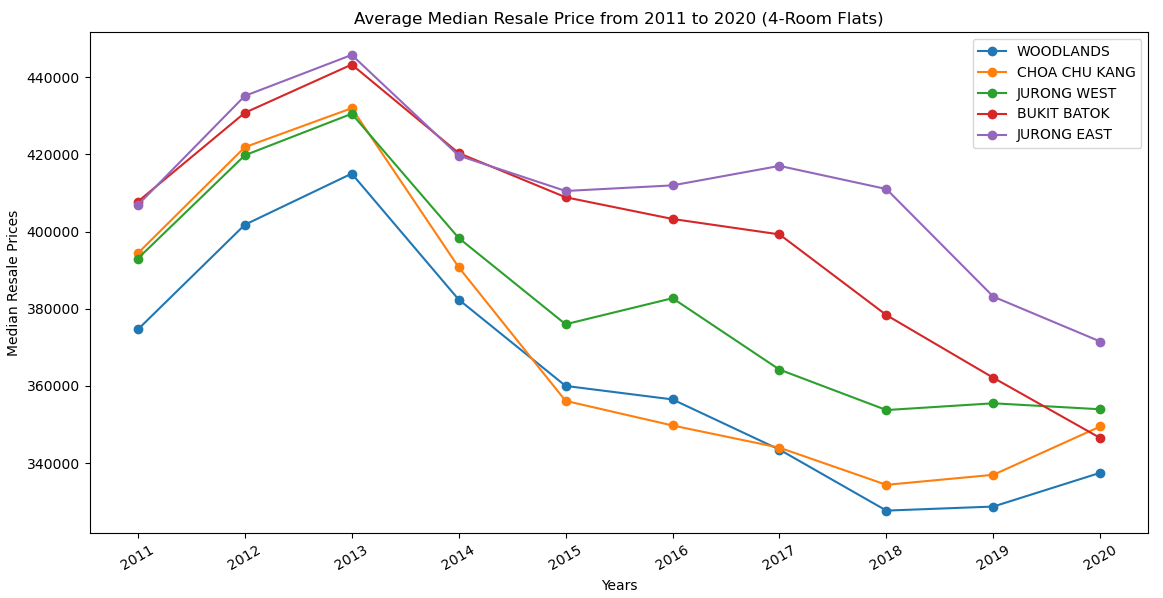 Average Median Resale Price from 2011 to 2020 (4-Room Flats)
WOODLANDS
CHOA CHU KANG
JURONG WEST
BUKIT BATOK
JURONG EAST
Median Resale Prices
440000
420000
400000
380000
360000
340000
2011
2012
2013
2014
2015
2016
2017
2018
2019
2020
Years